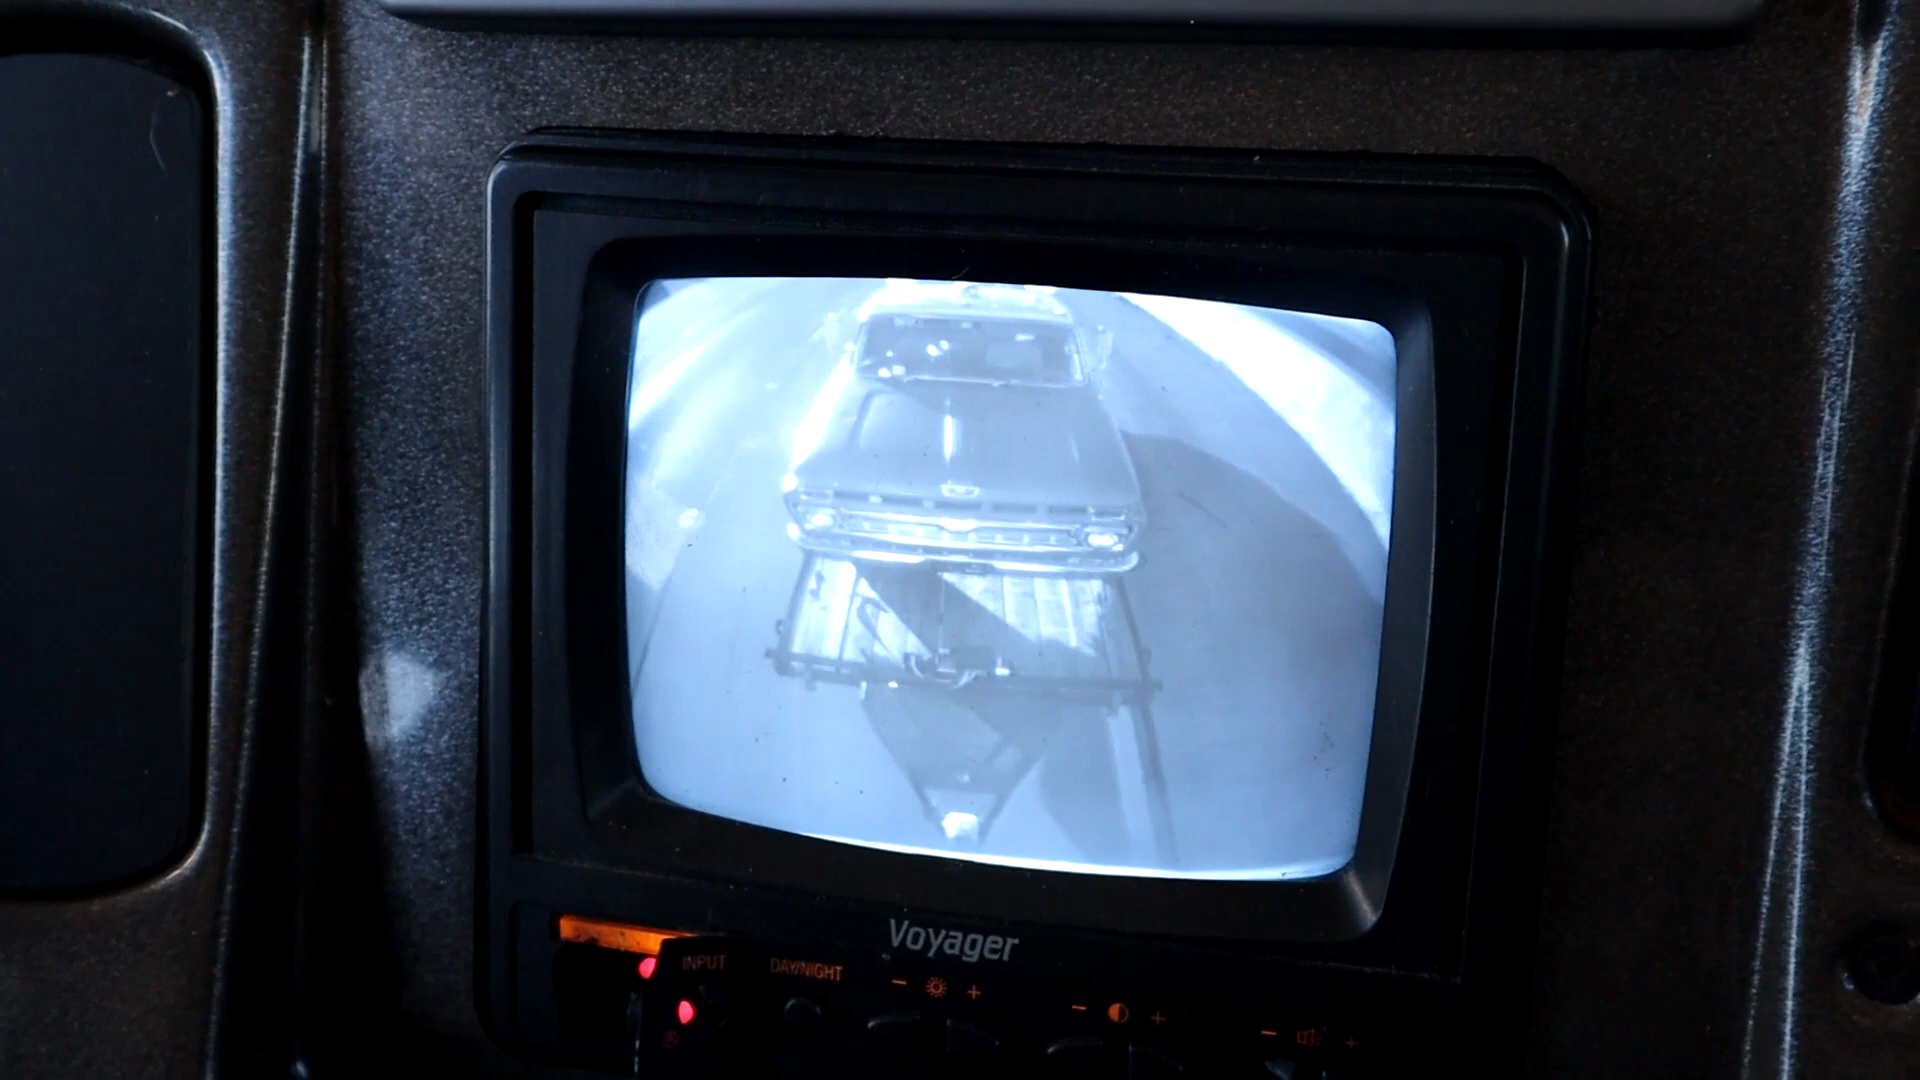 Voyager
INPUT
DAY/NIGHT
− +
− +
− +